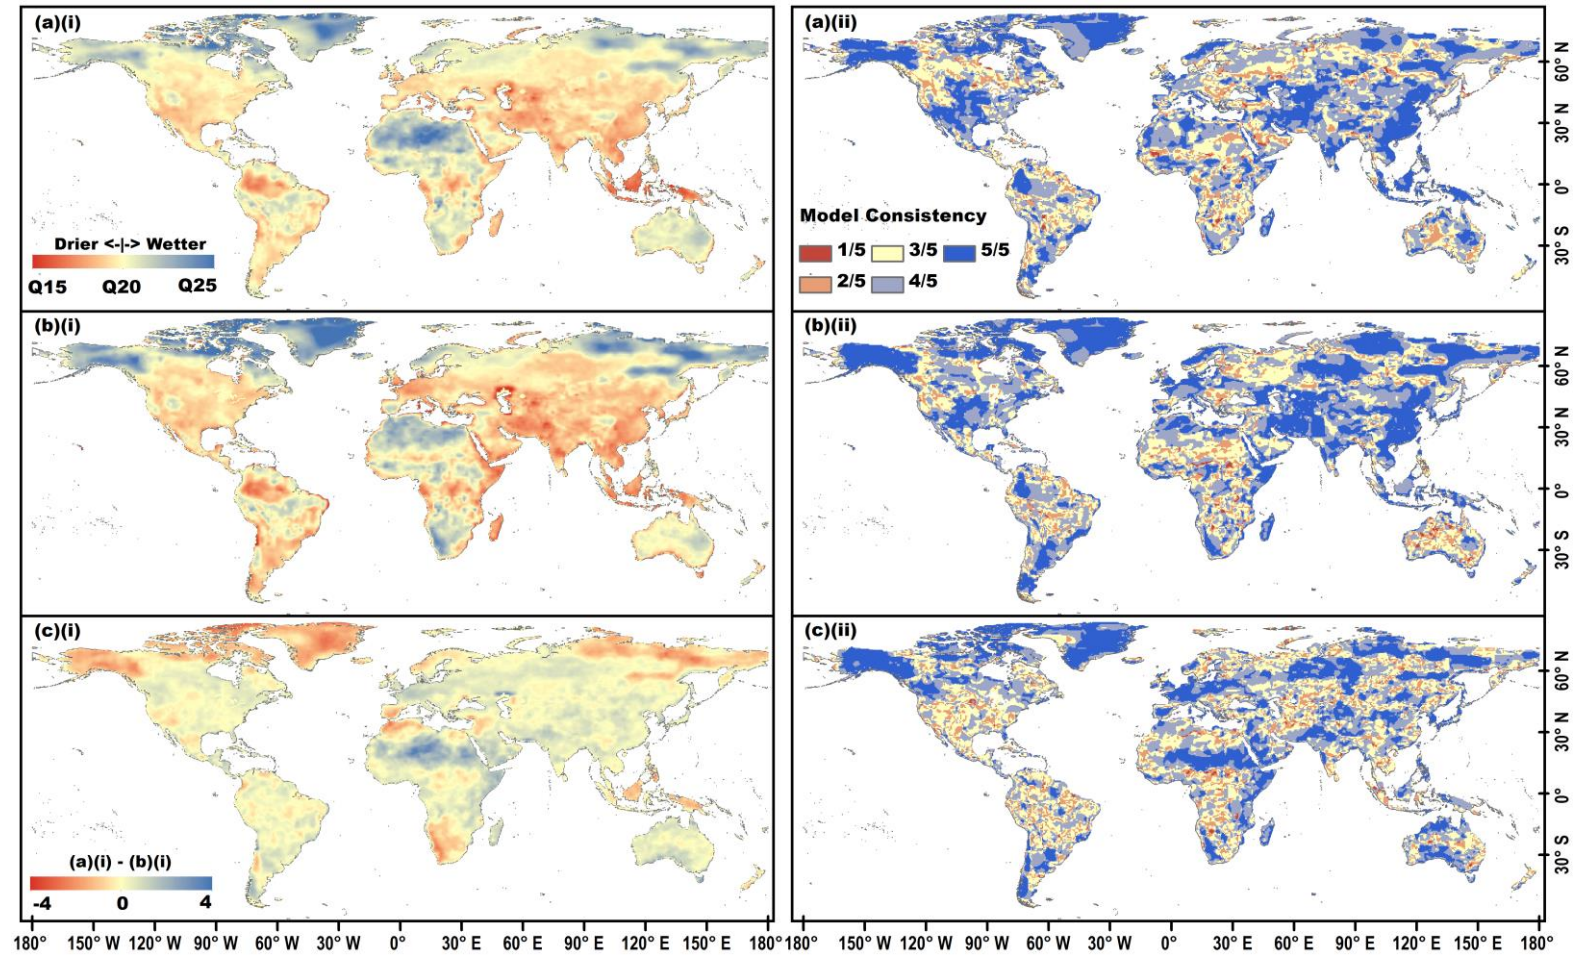 (a)(i)
Drier <-|-> Wetter
Q15 Q20 Q25
(a)(ii)
Model Consistency
1/5 3/5 5/5
2/5 4/5
60° N
30° N
0°
30° S
(b)(i)
(b)(ii)
60° N
30° N
0°
30° S
(c)(i)
(a)(i) - (b)(i)
-4 0 4
(c)(ii)
60° N
30° N
0°
30° S
180° 150° W 120° W 90° W 60° W 30° W 0° 30° E 60° E 90° E 120° E 150° E 180°
180° 150° W 120° W 90° W 60° W 30° W 0° 30° E 60° E 90° E 120° E 150° E 180°